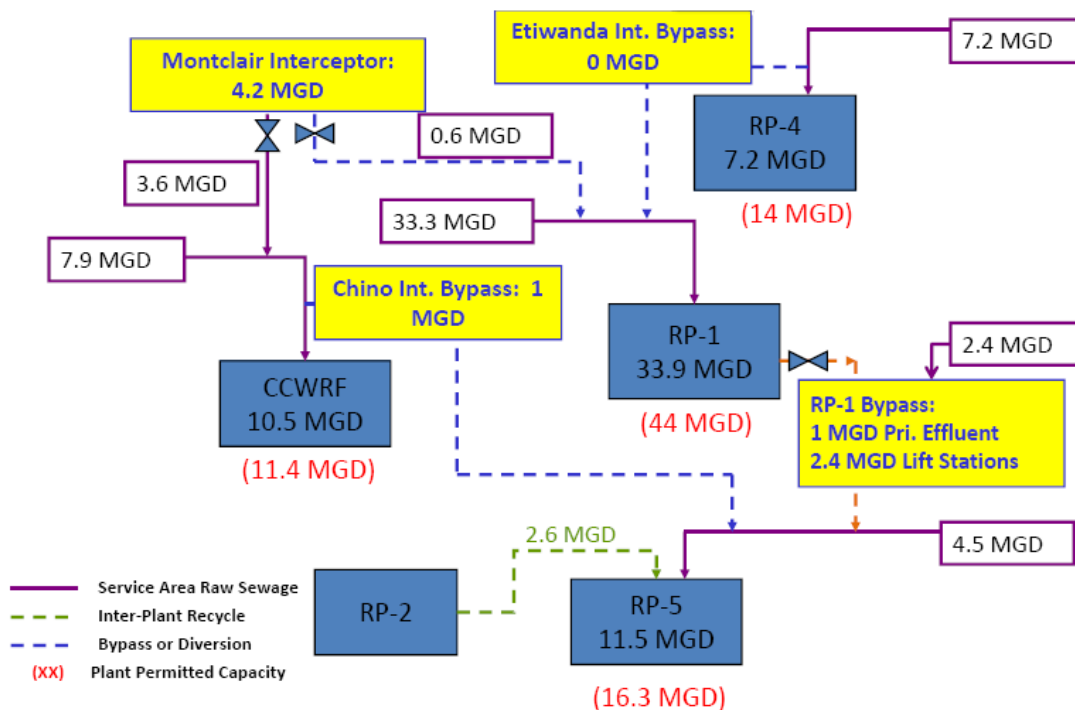 Etiwanda Int. Bypass:
0 MGD
7.2 MGD
Montclair Interceptor:
4.2 MGD
0.6 MGD
RP-4
7.2 MGD
(14 MGD)
3.6 MGD
33.3 MGD
7.9 MGD
Chino Int. Bypass:  1
MGD
RP-1
33.9 MGD
(44 MGD)
2.4 MGD
CCWRF
10.5 MGD
(11.4 MGD)
RP-1 Bypass:
1 MGD Pri. Effluent
2.4 MGD Lift Stations
2.6 MGD
4.5 MGD
RP-2
RP-5
11.5 MGD
(16.3 MGD)
Service Area Raw Sewage
Inter-Plant Recycle
Bypass or Diversion
(XX) Plant Permitted Capacity